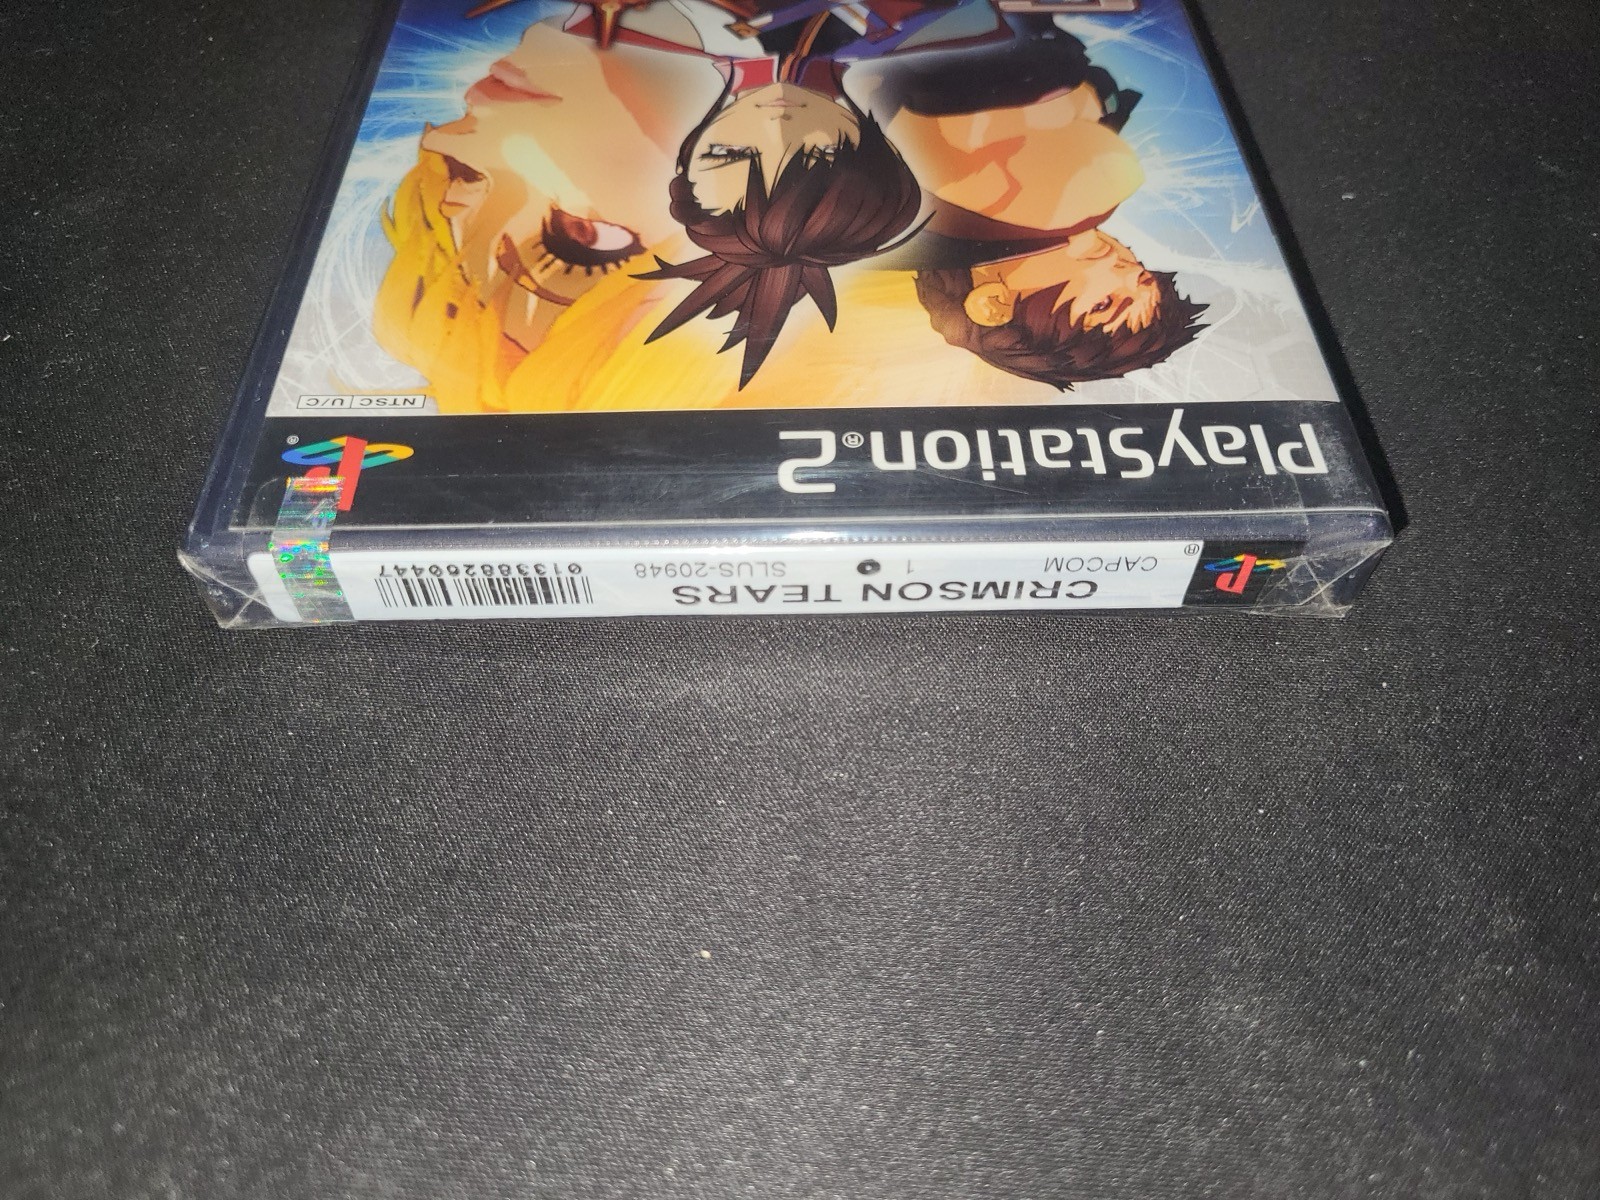 NTSC U/C
PlayStation®2
®
CAPCOM
1
SLUS-20948
CRIMSON TEARS
013388260447
®